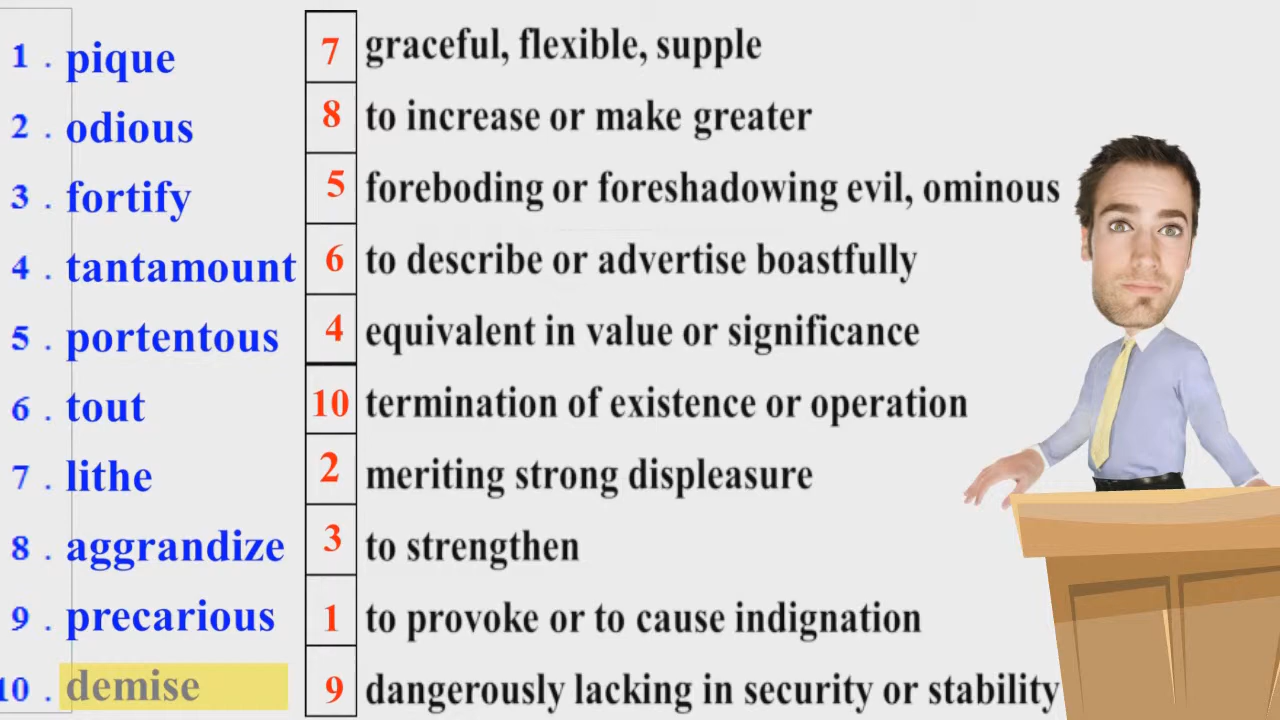 1 . pique
2 . odious
3 . fortify
4 . tantamount
5 . portentous
6 . tout
7 . lithe
8 . aggrandize
9 . precarious
10 . demise
7 graceful, flexible, supple
8 to increase or make greater
5 foreboding or foreshadowing evil, ominous
6 to describe or advertise boastfully
4 equivalent in value or significance
10 termination of existence or operation
2 meriting strong displeasure
3 to strengthen
1 to provoke or to cause indignation
9 dangerously lacking in security or stability